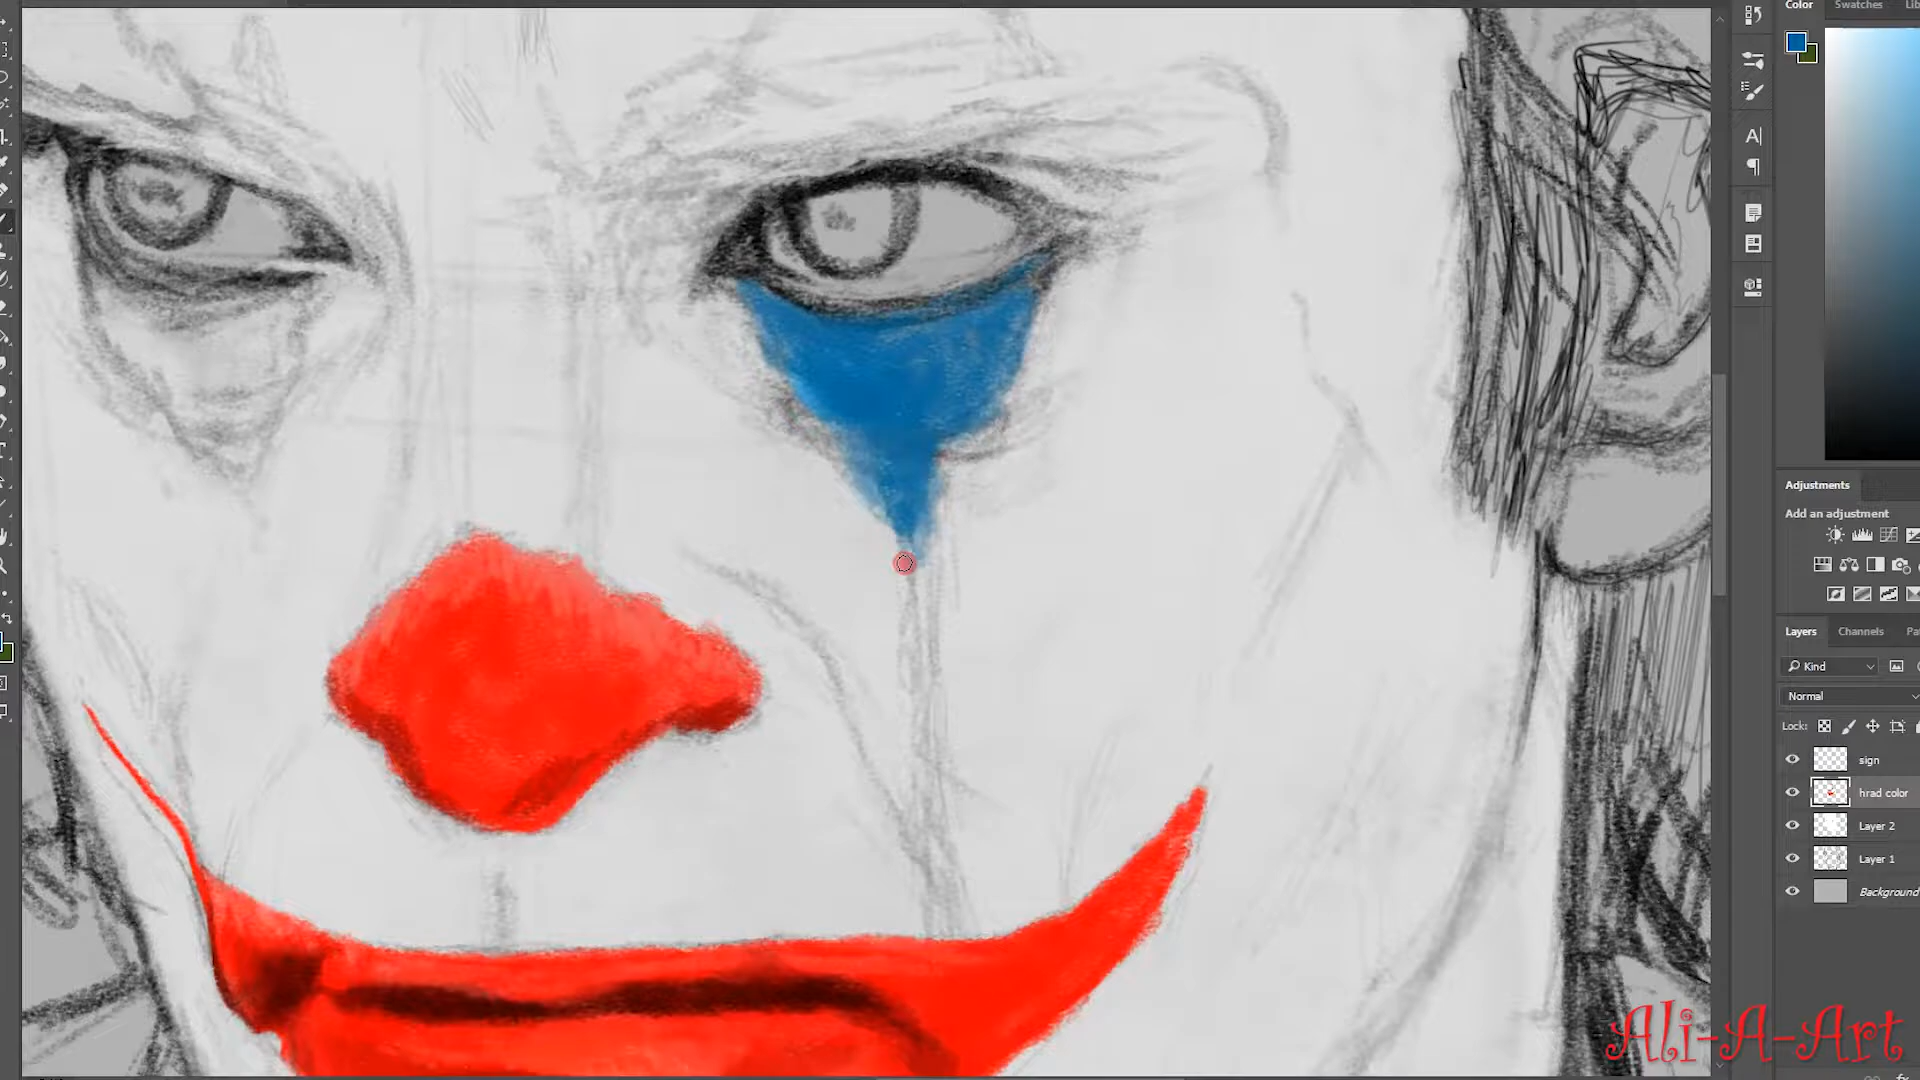 Color Swatches
Adjustments
Add an adjustment
Layers Channels
Kind
Normal
Lock:
sign
hrad color
Layer 2
Layer 1
Background
Ali-A-Art